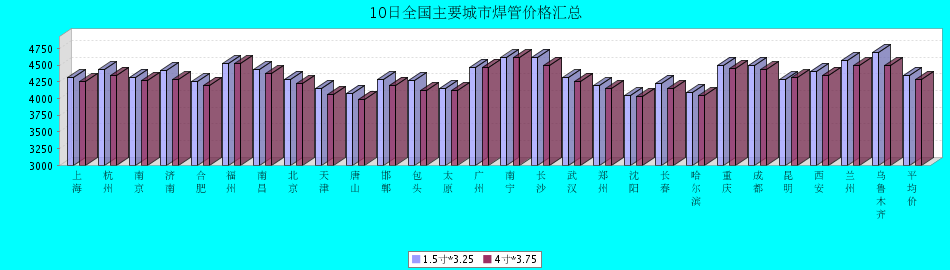 10日全国主要城市焊管价格汇总
4750
4500
4250
4000
3750
3500
3250
3000
上海
杭州
南京
济南
合肥
福州
南昌
北京
天津
唐山
邯郸
包头
太原
广州
南宁
长沙
武汉
郑州
沈阳
长春
哈尔滨
重庆
成都
昆明
西安
兰州
乌鲁木齐
平均价
1.5寸*3.25
4寸*3.75